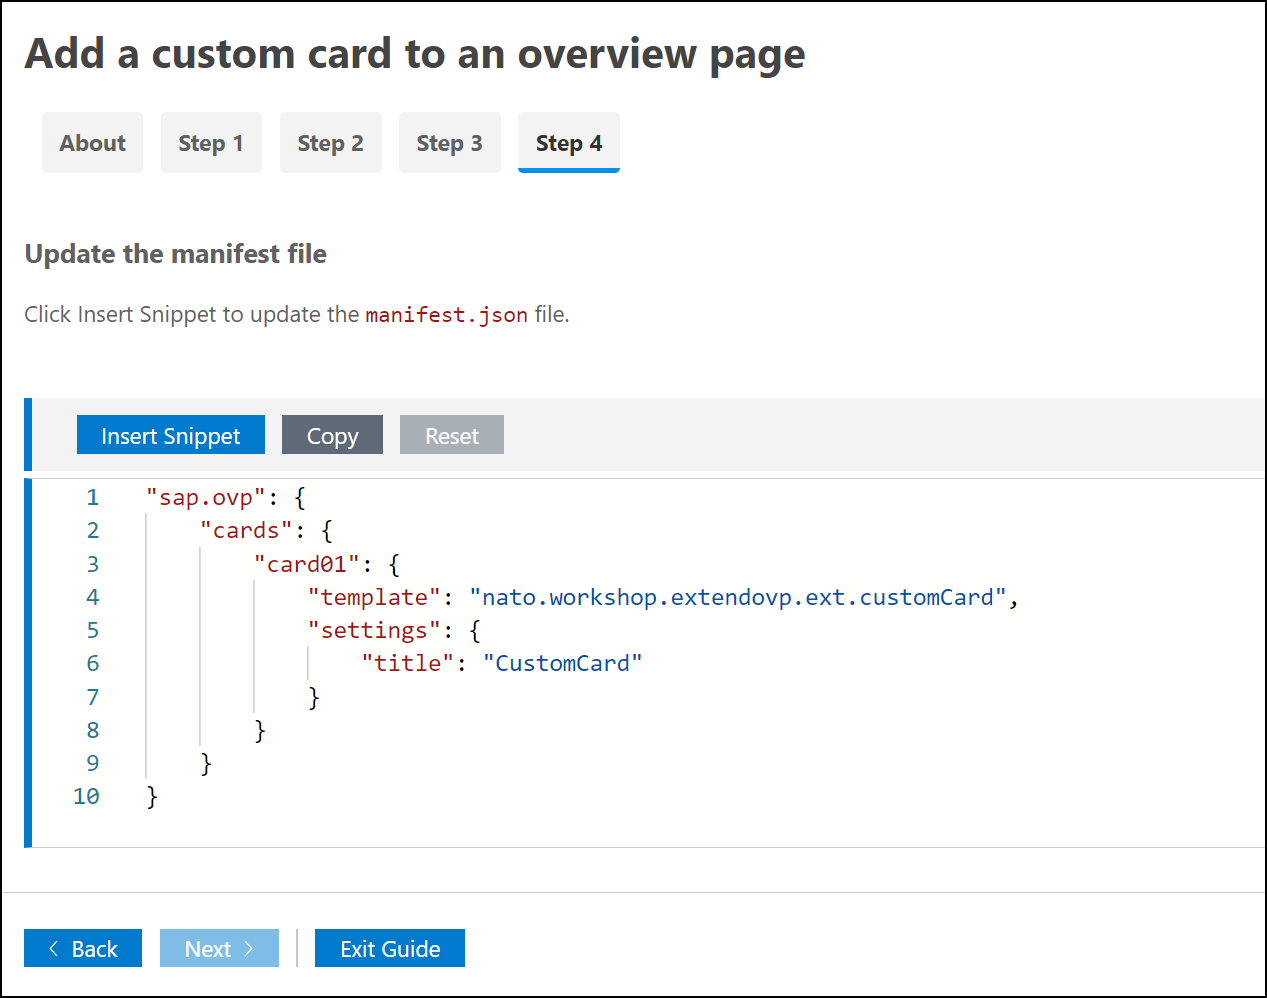 Add a custom card to an overview page
About Step 1 Step 2 Step 3 Step 4
Update the manifest file
Click Insert Snippet to update the manifest.json file.
Insert Snippet Copy Reset
1 "sap.ovp": {
2 "cards": {
3 "card01": {
4 "template": "nato.workshop.extendovp.ext.customCard",
5 "settings": {
6 "title": "CustomCard"
7 }
8 }
9 }
10 }
Back Next Exit Guide